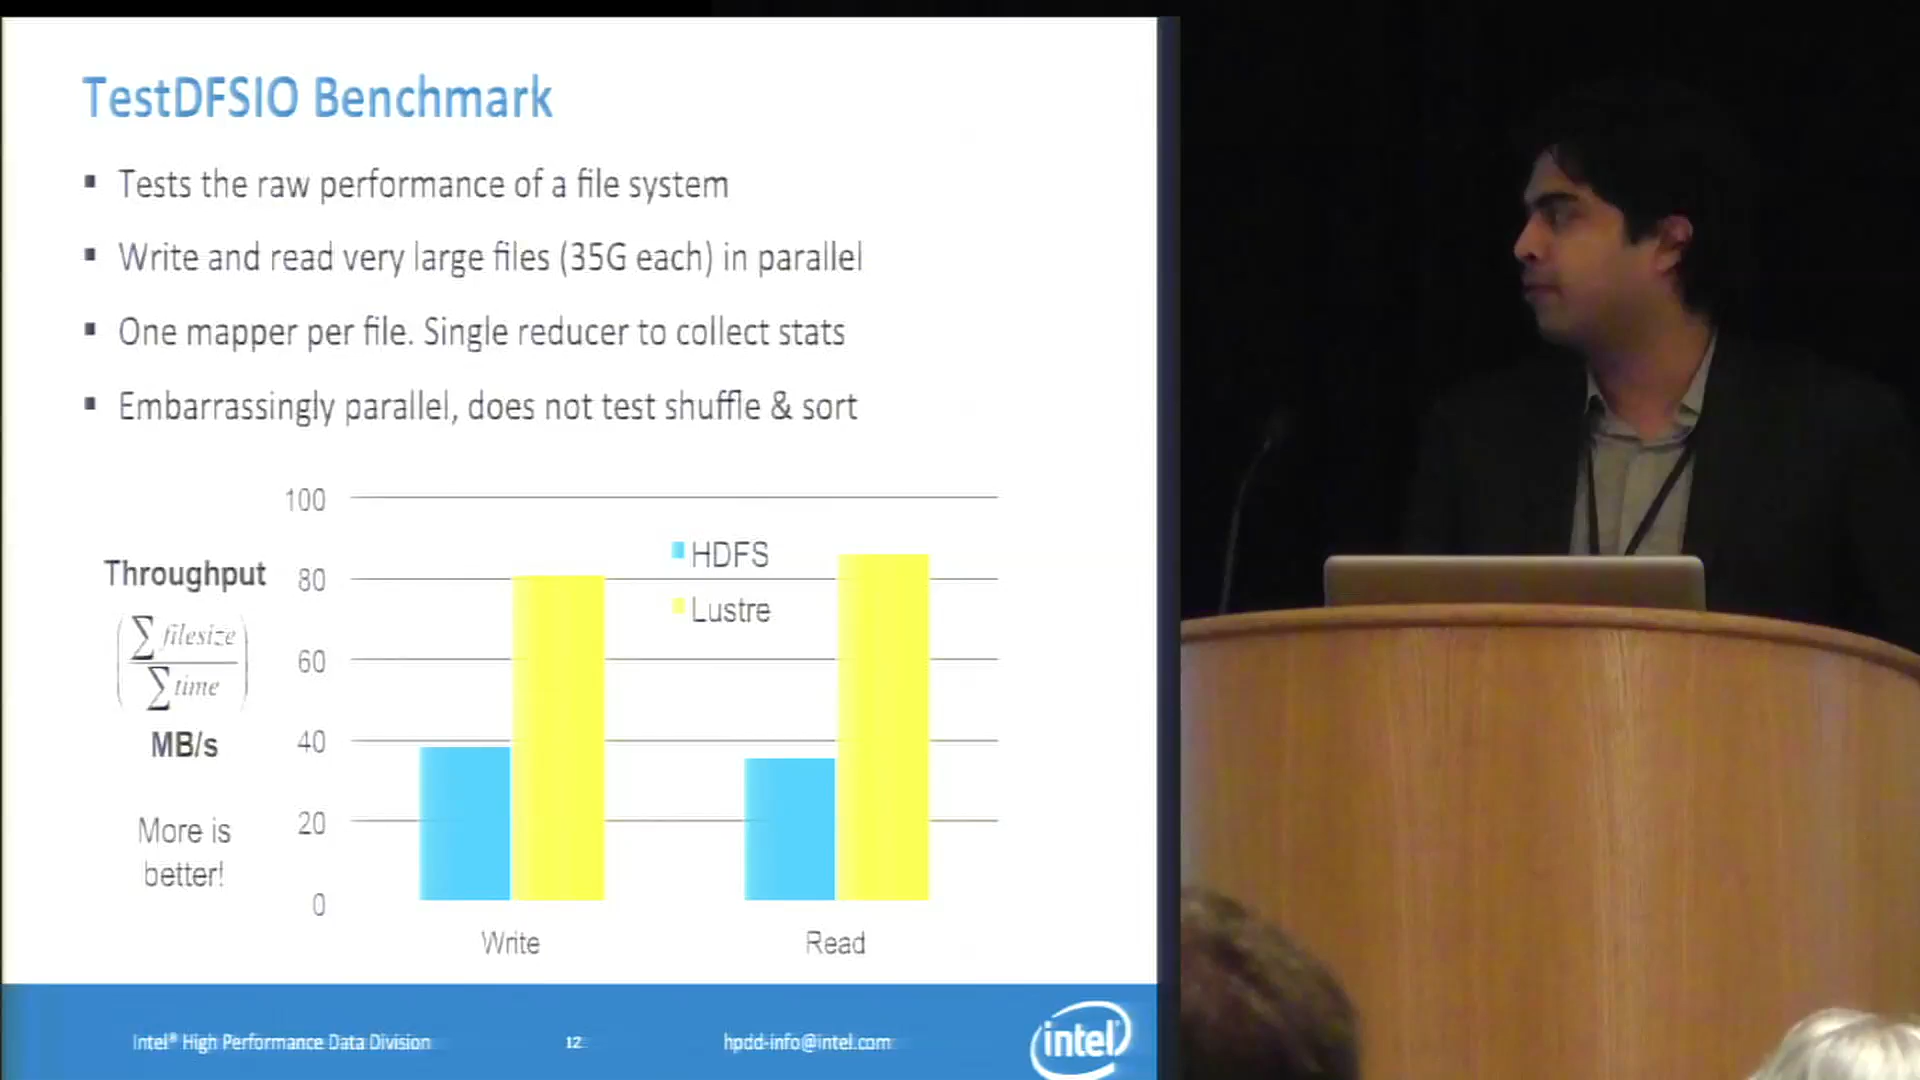 TestDFSIO Benchmark
▪ Tests the raw performance of a file system
▪ Write and read very large files (35G each) in parallel
▪ One mapper per file. Single reducer to collect stats
▪ Embarrassingly parallel, does not test shuffle & sort
100
80
60
40
20
0
Throughput
(∑ filesize
∑ time)
MB/s
More is
better!
HDFS
Lustre
Write
Read
Intel® High Performance Data Division
12
hpdd-info@intel.com
intel